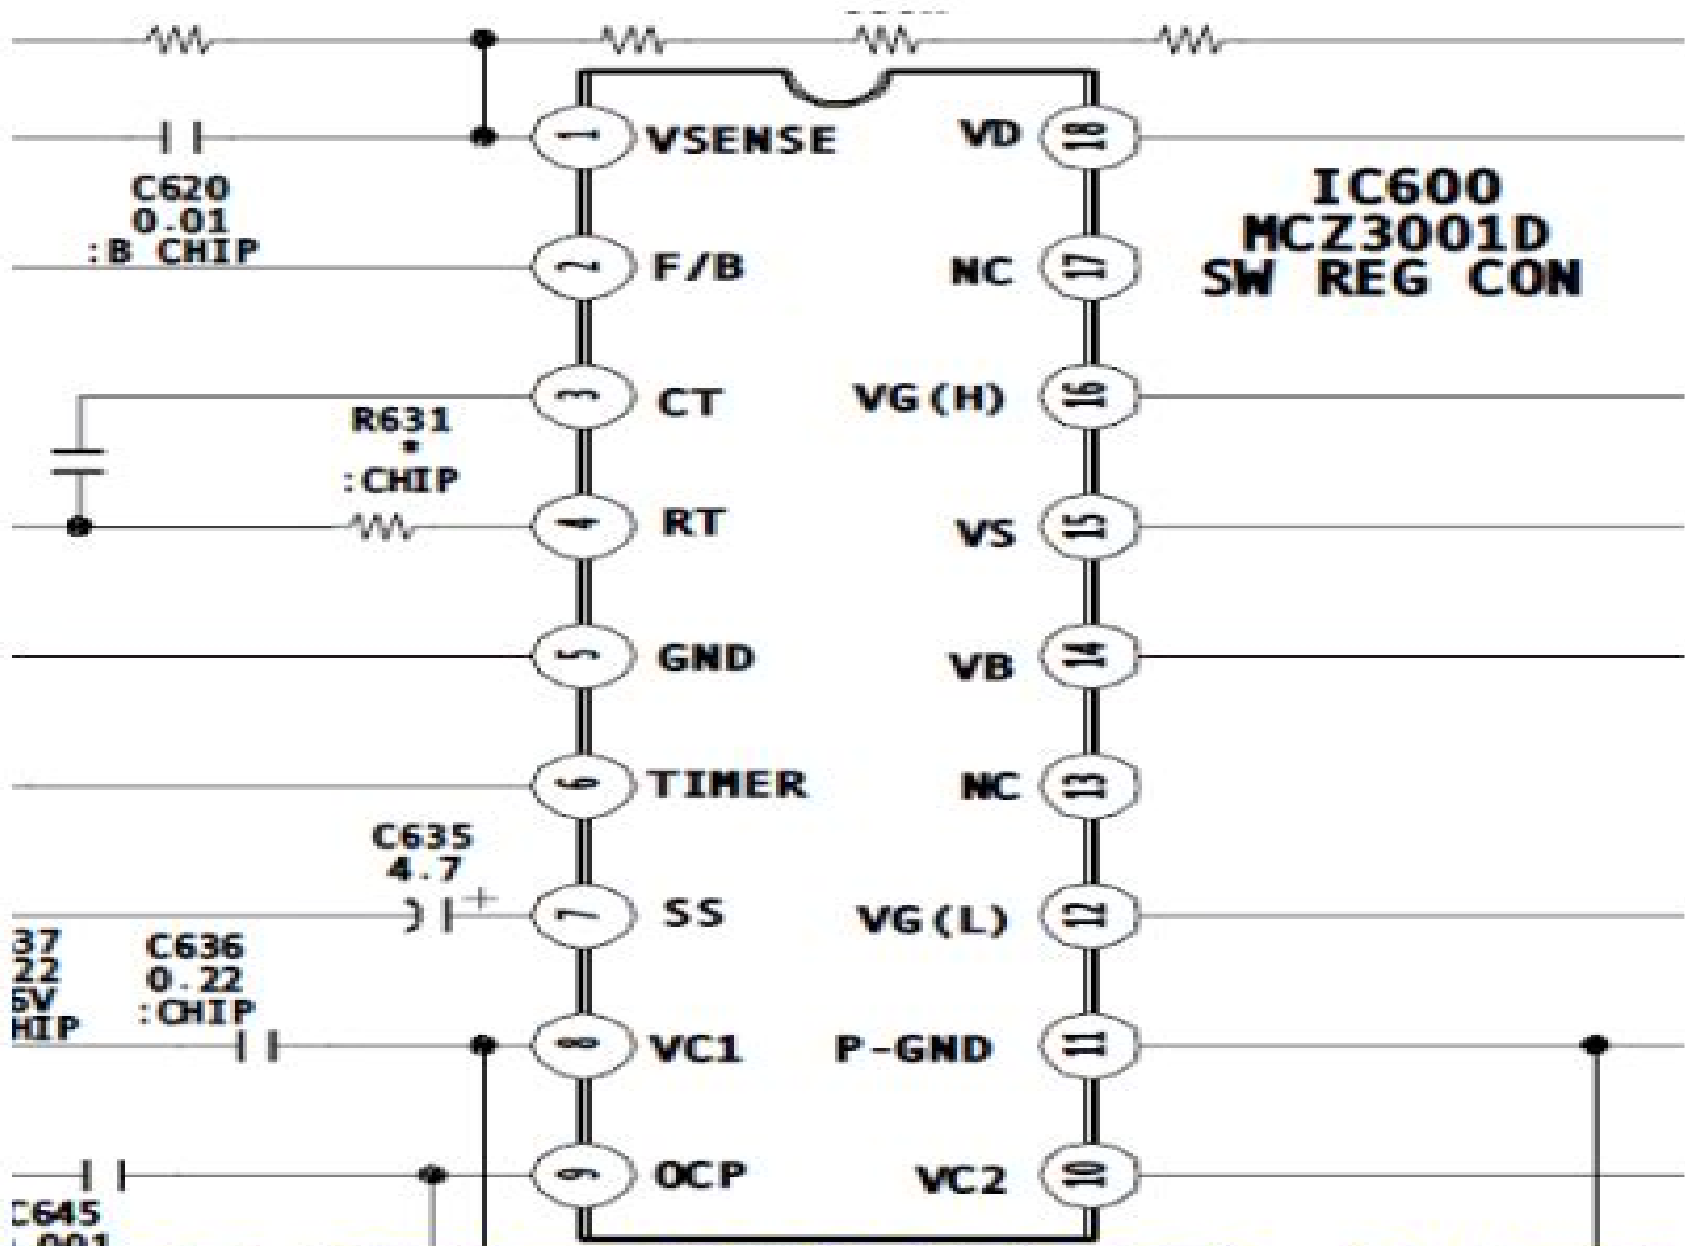 1 VSENSE
VD 18
IC600
MCZ3001D
SW REG CON
C620
0.01
:B CHIP
2 F/B
NC 17
3 CT
VG(H) 16
R631
*
:CHIP
4 RT
VS 15
5 GND
VB 14
6 TIMER
NC 13
C635
4.7
+
7 SS
VG(L) 12
37
22
6V
HIP
C636
0.22
:CHIP
8 VC1
P-GND 11
9 OCP
VC2 10
C645
.001